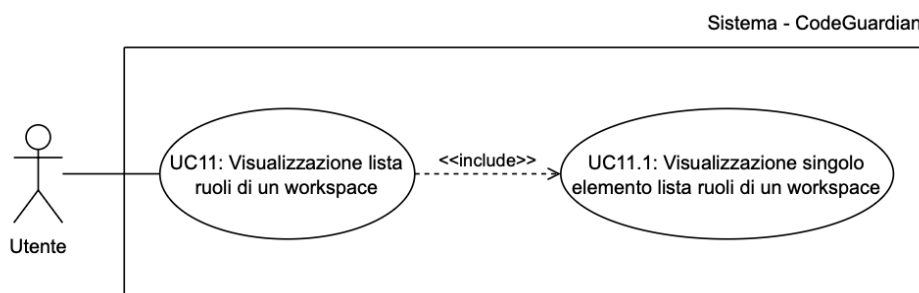 Sistema - CodeGuardian
UC11: Visualizzazione lista
ruoli di un workspace
<<include>>
UC11.1: Visualizzazione singolo
elemento lista ruoli di un workspace
Utente